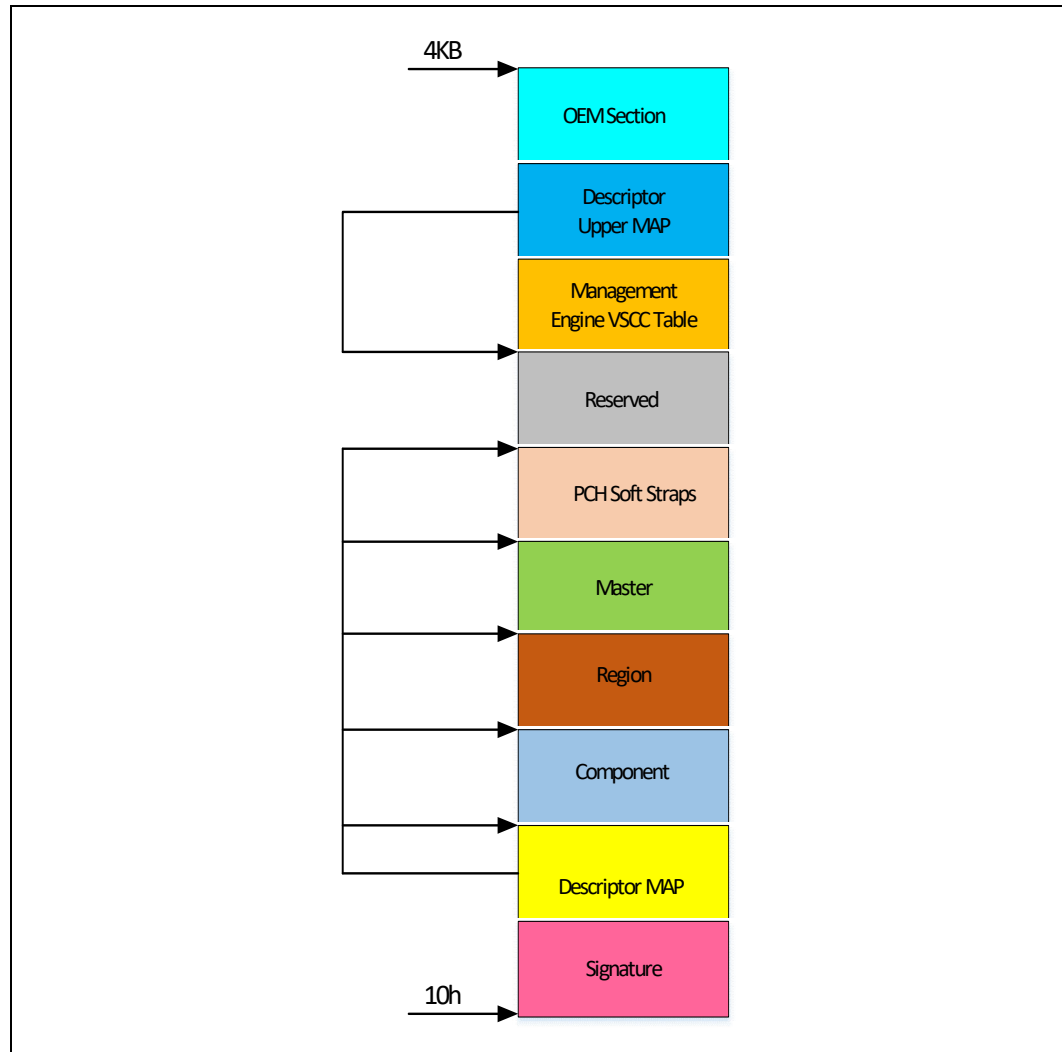 4KB
OEM Section
Descriptor
Upper MAP
Management
Engine VSCC Table
Reserved
PCH Soft Straps
Master
Region
Component
Descriptor MAP
Signature
10h